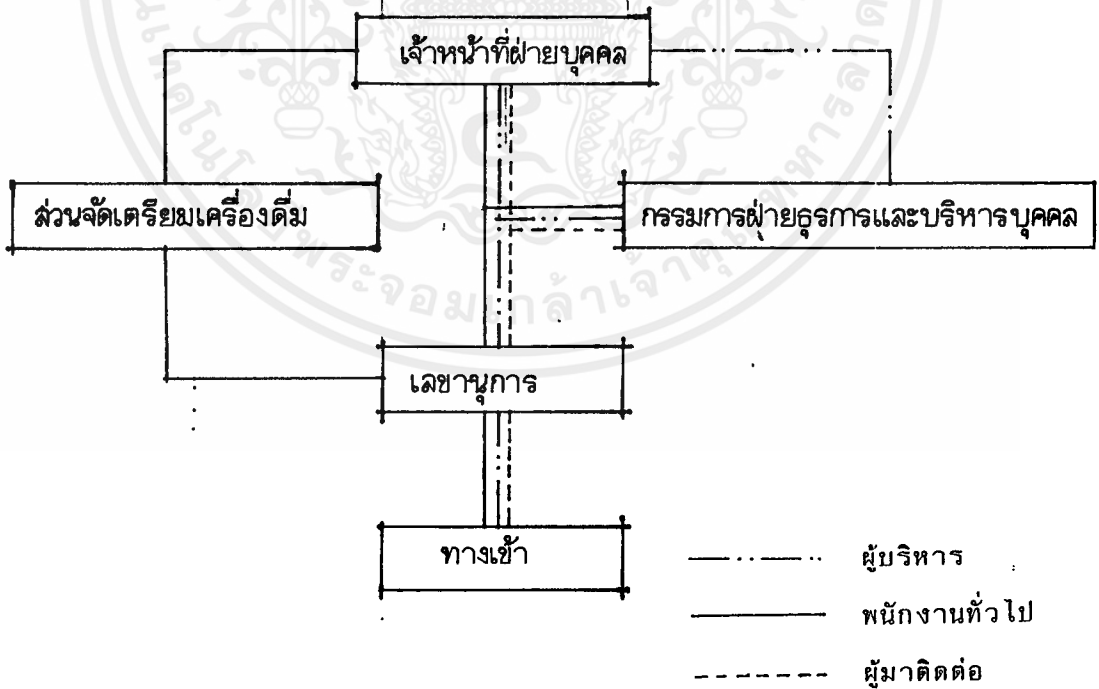 เจ้าหน้าที่ฝ่ายบุคคล
ส่วนจัดเตรียมเครื่องดื่ม
กรรมการฝ่ายธุรการและบริหารบุคคล
เลขานุการ
ทางเข้า
ผู้บริหาร
พนักงานทั่วไป
ผู้มาติดต่อ